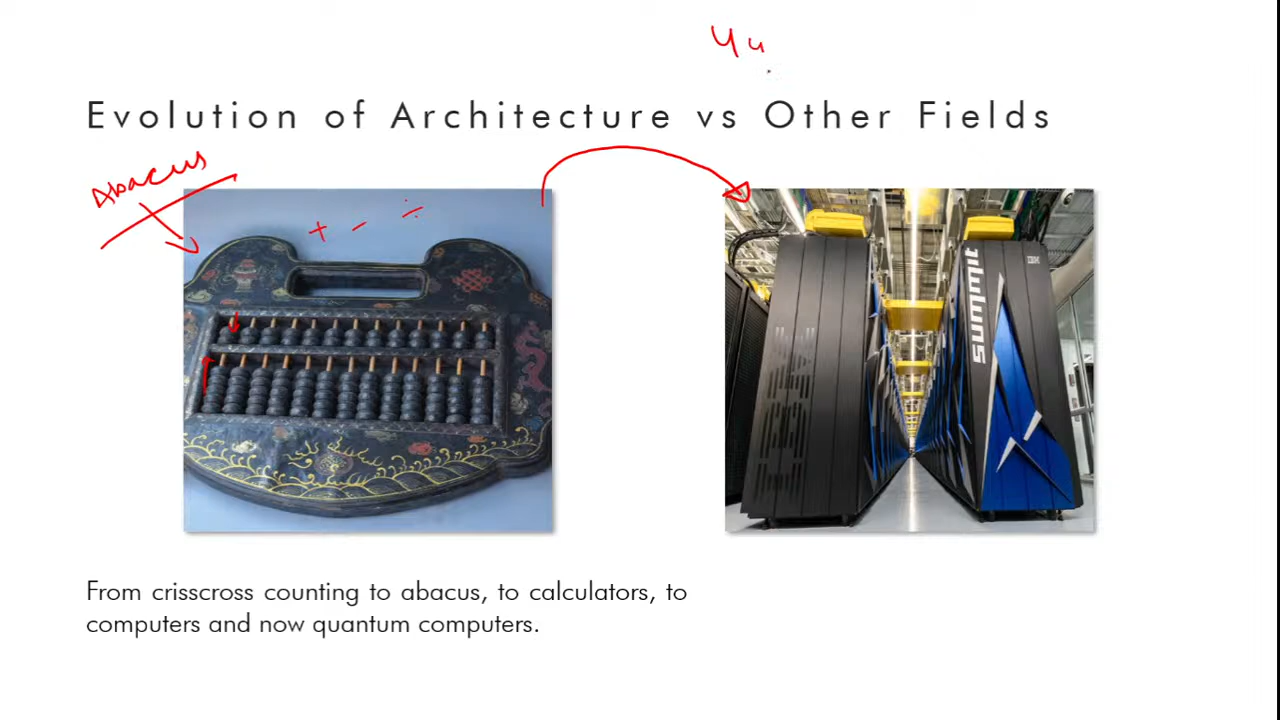 Evolution of Architecture vs Other Fields
Abacus
+ - ÷
IBM
summit
IBM
From crisscross counting to abacus, to calculators, to
computers and now quantum computers.